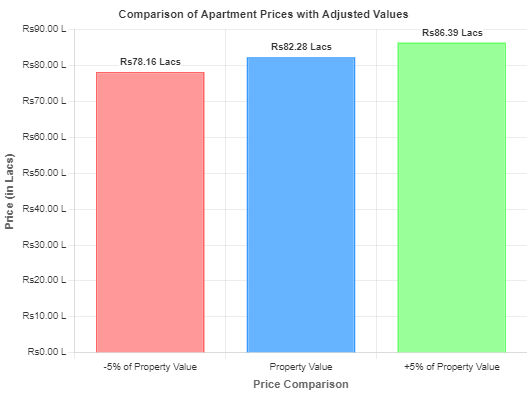 Comparison of Apartment Prices with Adjusted Values
Rs90.00 L
Rs80.00 L
Rs70.00 L
Rs60.00 L
Rs50.00 L
Rs40.00 L
Rs30.00 L
Rs20.00 L
Rs10.00 L
Rs0.00 L
Price (in Lacs)
Rs78.16 Lacs
Rs82.28 Lacs
Rs86.39 Lacs
-5% of Property Value
Property Value
+5% of Property Value
Price Comparison